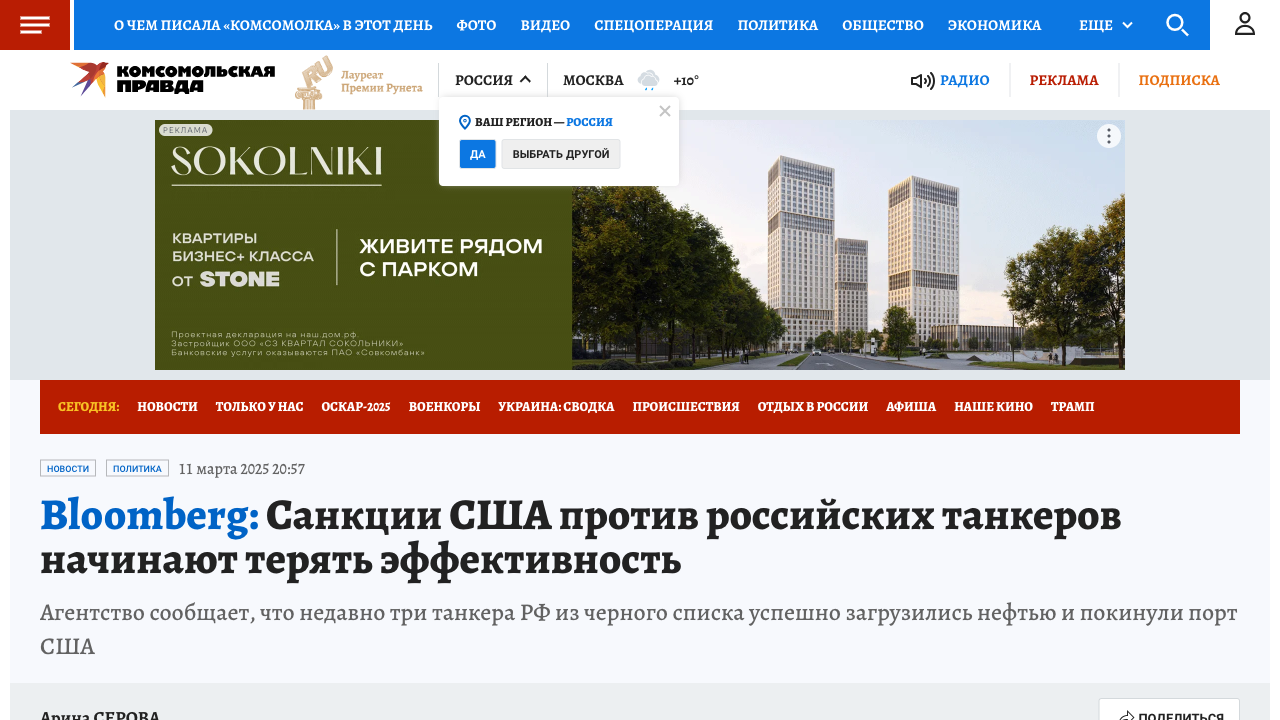 О ЧЕМ ПИСАЛА «КОМСОМОЛКА» В ЭТОТ ДЕНЬ ФОТО ВИДЕО СПЕЦОПЕРАЦИЯ ПОЛИТИКА ОБЩЕСТВО ЭКОНОМИКА ЕЩЕ
КОМСОМОЛЬСКАЯ
ПРАВДА
Лауреат
Премии Рунета
РОССИЯ МОСКВА +10° РАДИО РЕКЛАМА ПОДПИСКА
ВАШ РЕГИОН — РОССИЯ
ДА ВЫБРАТЬ ДРУГОЙ
РЕКЛАМА
SOKOLNIKI
КВАРТИРЫ
БИЗНЕС+ КЛАССА
ОТ STONE
ЖИВИТЕ РЯДОМ
С ПАРКОМ
Проектная декларация на наш.дом.рф.
Застройщик ООО «СЗ КВАРТАЛ СОКОЛЬНИКИ»
Банковские услуги оказываются ПАО «Совкомбанк»
СЕГОДНЯ: НОВОСТИ ТОЛЬКО У НАС ОСКАР-2025 ВОЕНКОРЫ УКРАИНА: СВОДКА ПРОИСШЕСТВИЯ ОТДЫХ В РОССИИ АФИША НАШЕ КИНО ТРАМП
НОВОСТИ ПОЛИТИКА 11 марта 2025 20:57
Bloomberg: Санкции США против российских танкеров
начинают терять эффективность
Агентство сообщает, что недавно три танкера РФ из черного списка успешно загрузились нефтью и покинули порт
США
Арина СЕРОВА
ПОДЕЛИТЬСЯ